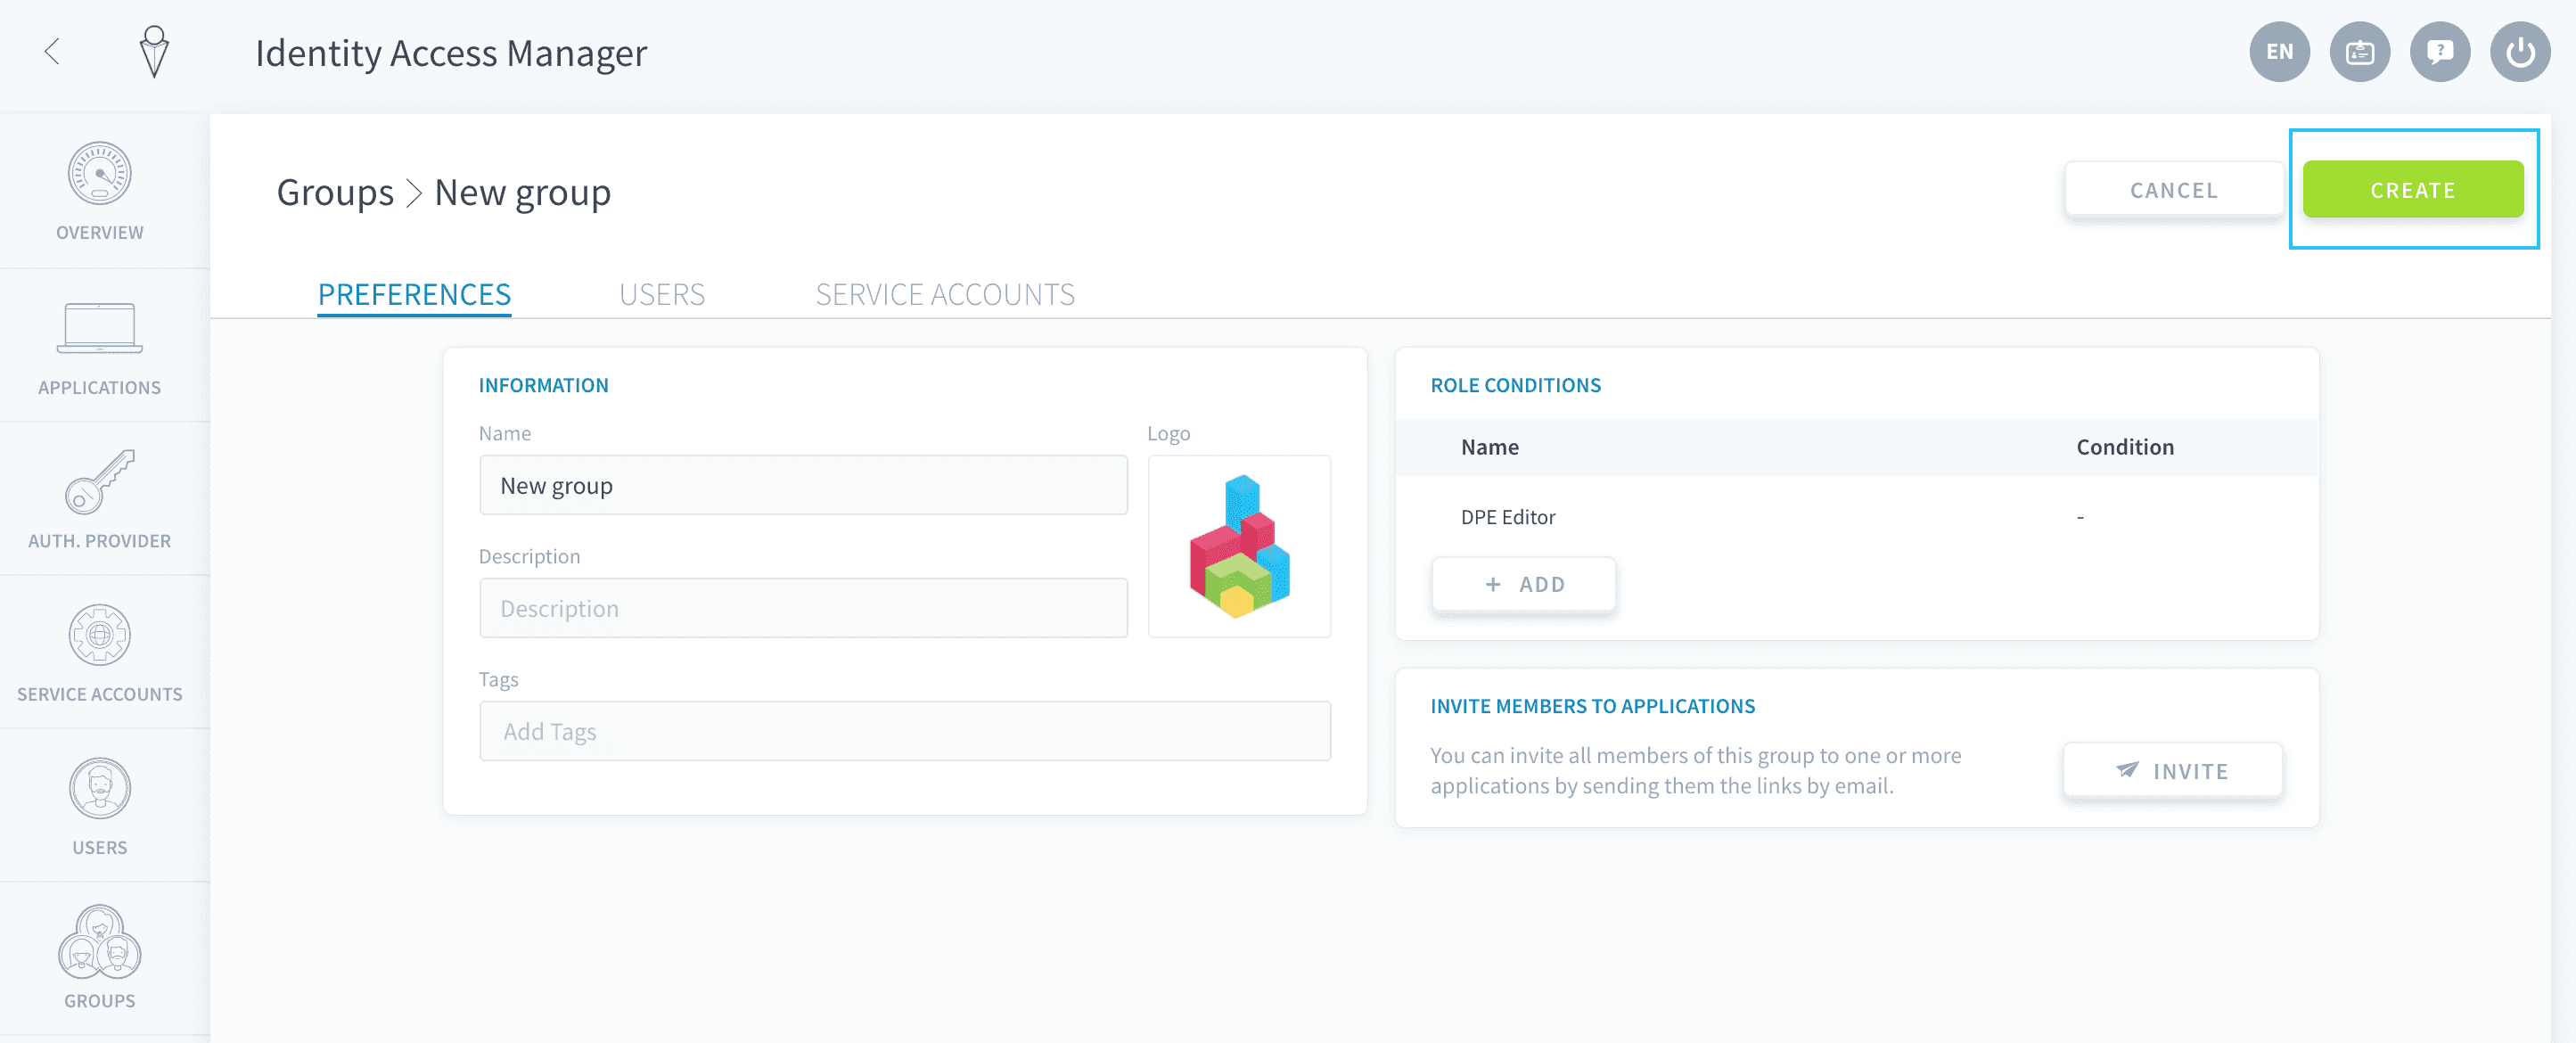 Identity Access Manager
EN
?
Groups > New group
CANCEL
CREATE
OVERVIEW
APPLICATIONS
AUTH. PROVIDER
SERVICE ACCOUNTS
USERS
GROUPS
PREFERENCES
USERS
SERVICE ACCOUNTS
INFORMATION
Name
New group
Logo
Description
Description
Tags
Add Tags
ROLE CONDITIONS
Name Condition
DPE Editor -
+ ADD
INVITE MEMBERS TO APPLICATIONS
You can invite all members of this group to one or more
applications by sending them the links by email.
INVITE